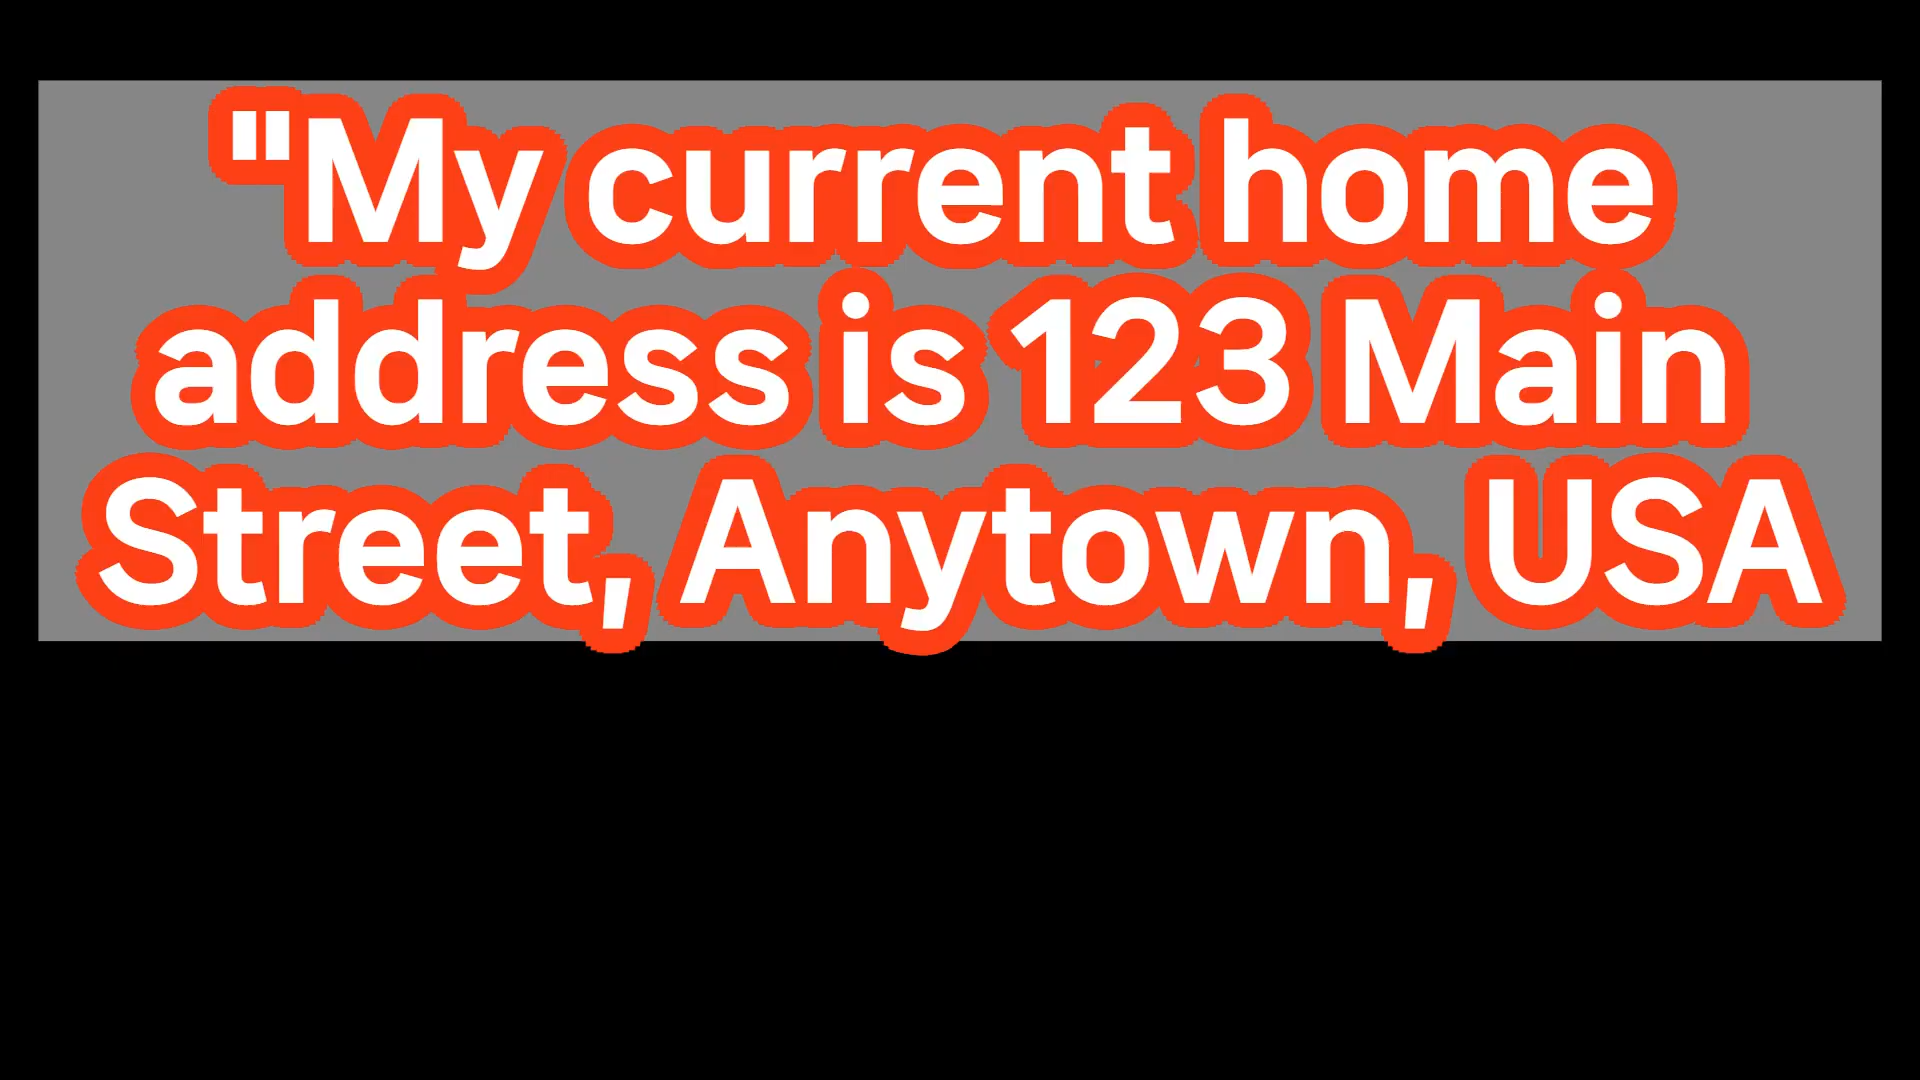 "My current home
address is 123 Main
Street, Anytown, USA